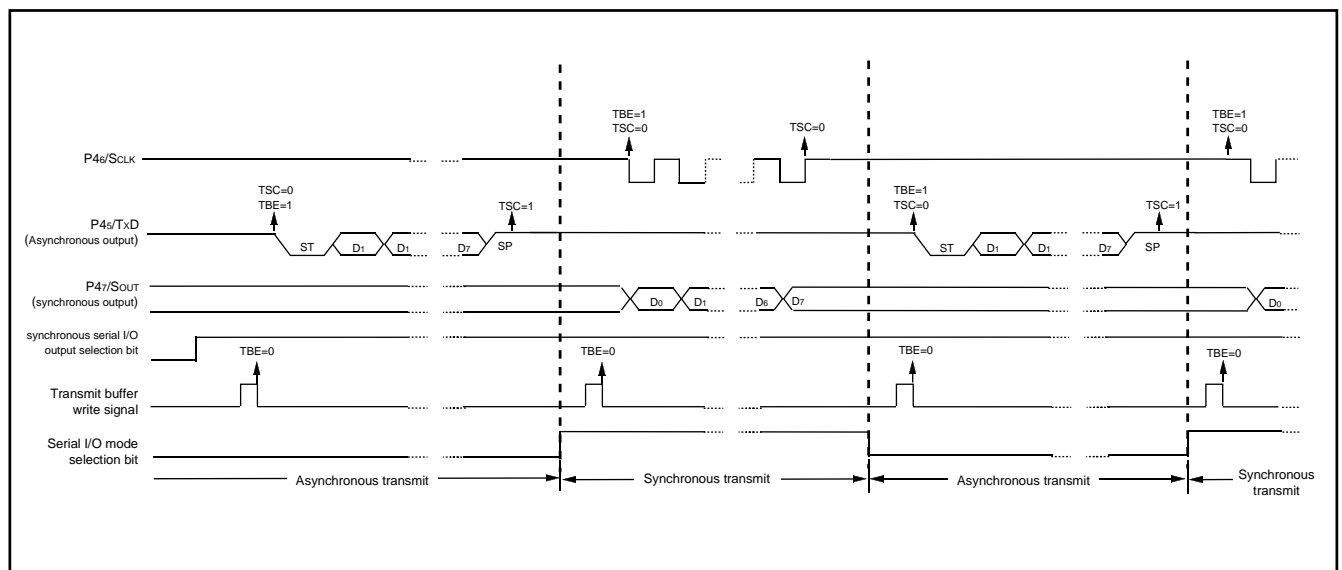 TBE=1
TSC=0
TSC=0
TBE=1
TSC=0
P46/SCLK
TSC=0
TBE=1
TSC=1
TBE=1
TSC=0
TSC=1
P45/TXD
(Asynchronous output)
ST
D1
D1
D7
SP
ST
D1
D1
D7
SP
P47/SOUT
(synchronous output)
D0
D1
D6
D7
D0
synchronous serial I/O
output selection bit
TBE=0
TBE=0
TBE=0
TBE=0
Transmit buffer
write signal
Serial I/O mode
selection bit
Asynchronous transmit
Synchronous transmit
Asynchronous transmit
Synchronous
transmit